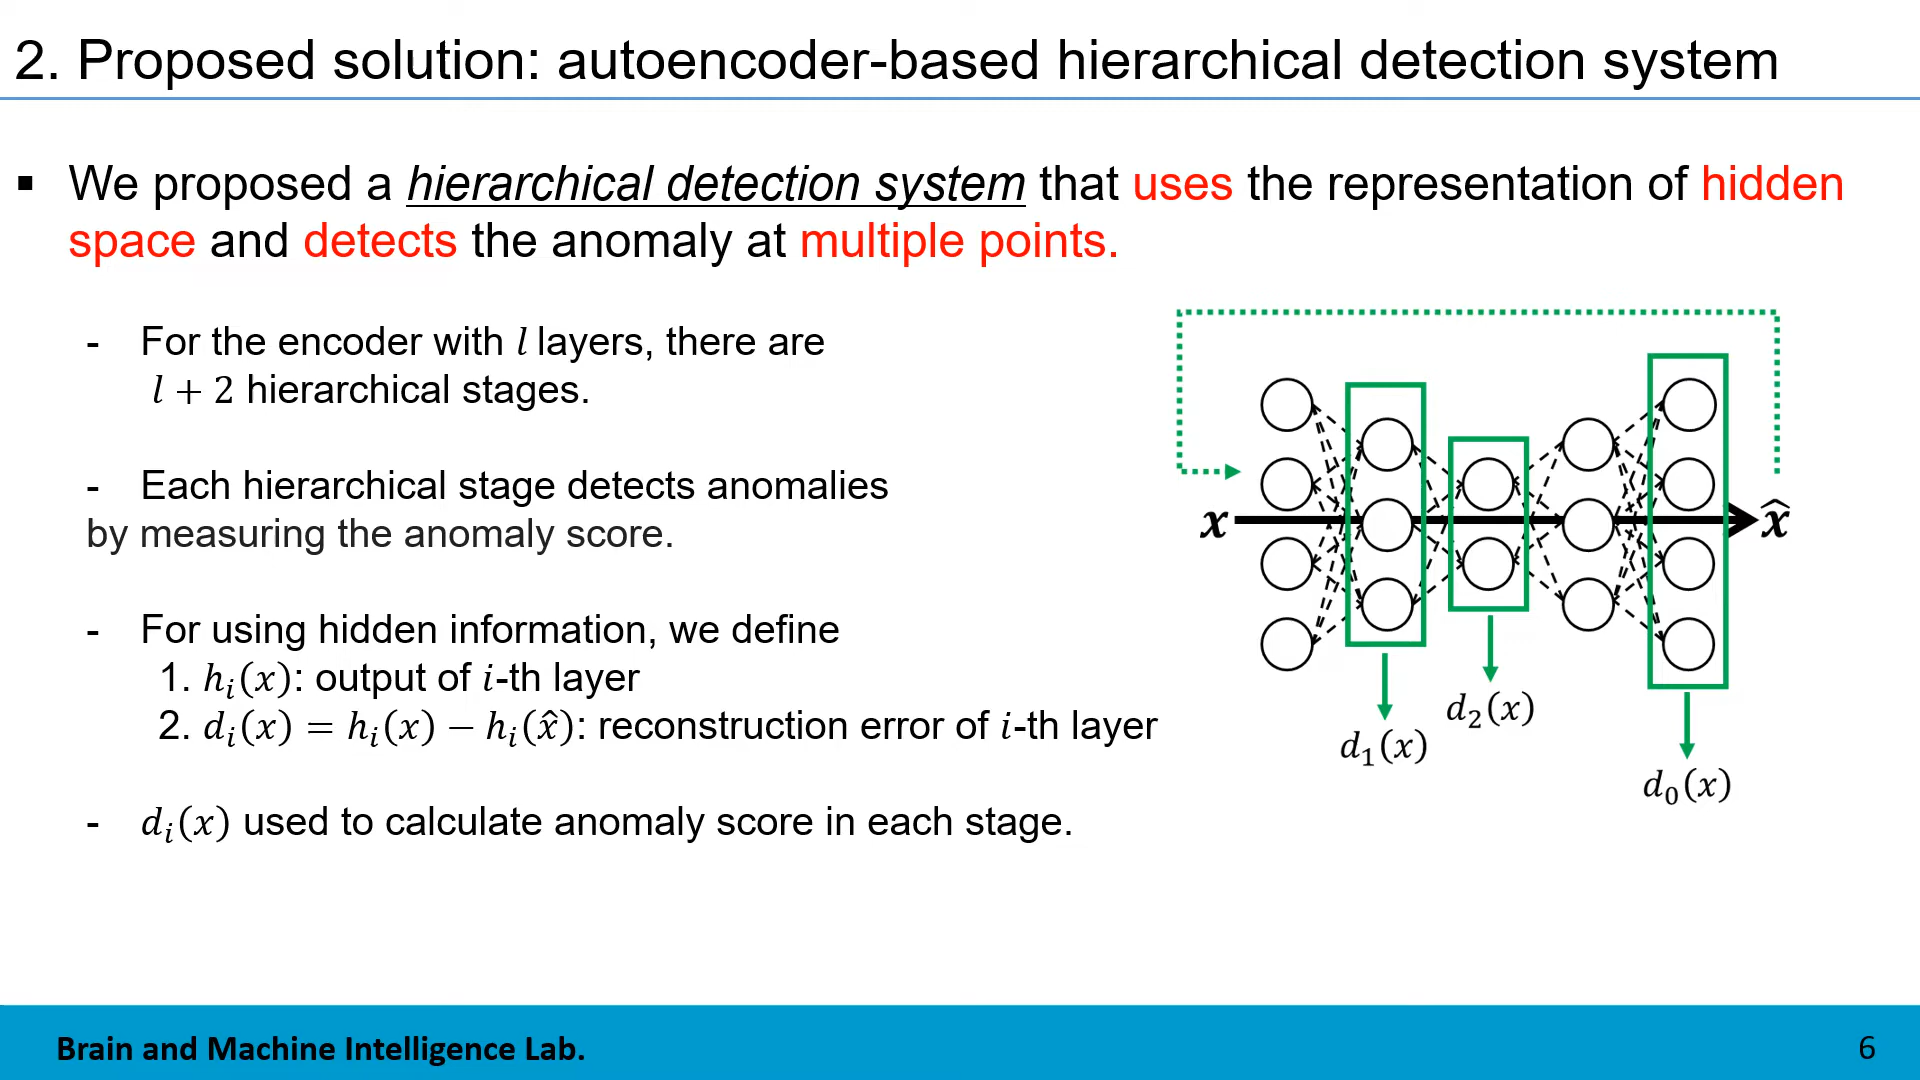 2. Proposed solution: autoencoder-based hierarchical detection system
▪ We proposed a hierarchical detection system that uses the representation of hidden
space and detects the anomaly at multiple points.
- For the encoder with l layers, there are
l + 2 hierarchical stages.
- Each hierarchical stage detects anomalies
by measuring the anomaly score.
- For using hidden information, we define
1. hᵢ(x): output of i-th layer
2. dᵢ(x) = hᵢ(x) − hᵢ(x̂): reconstruction error of i-th layer
- dᵢ(x) used to calculate anomaly score in each stage.
x
x̂
d₁(x)
d₂(x)
d₀(x)
Brain and Machine Intelligence Lab.
6